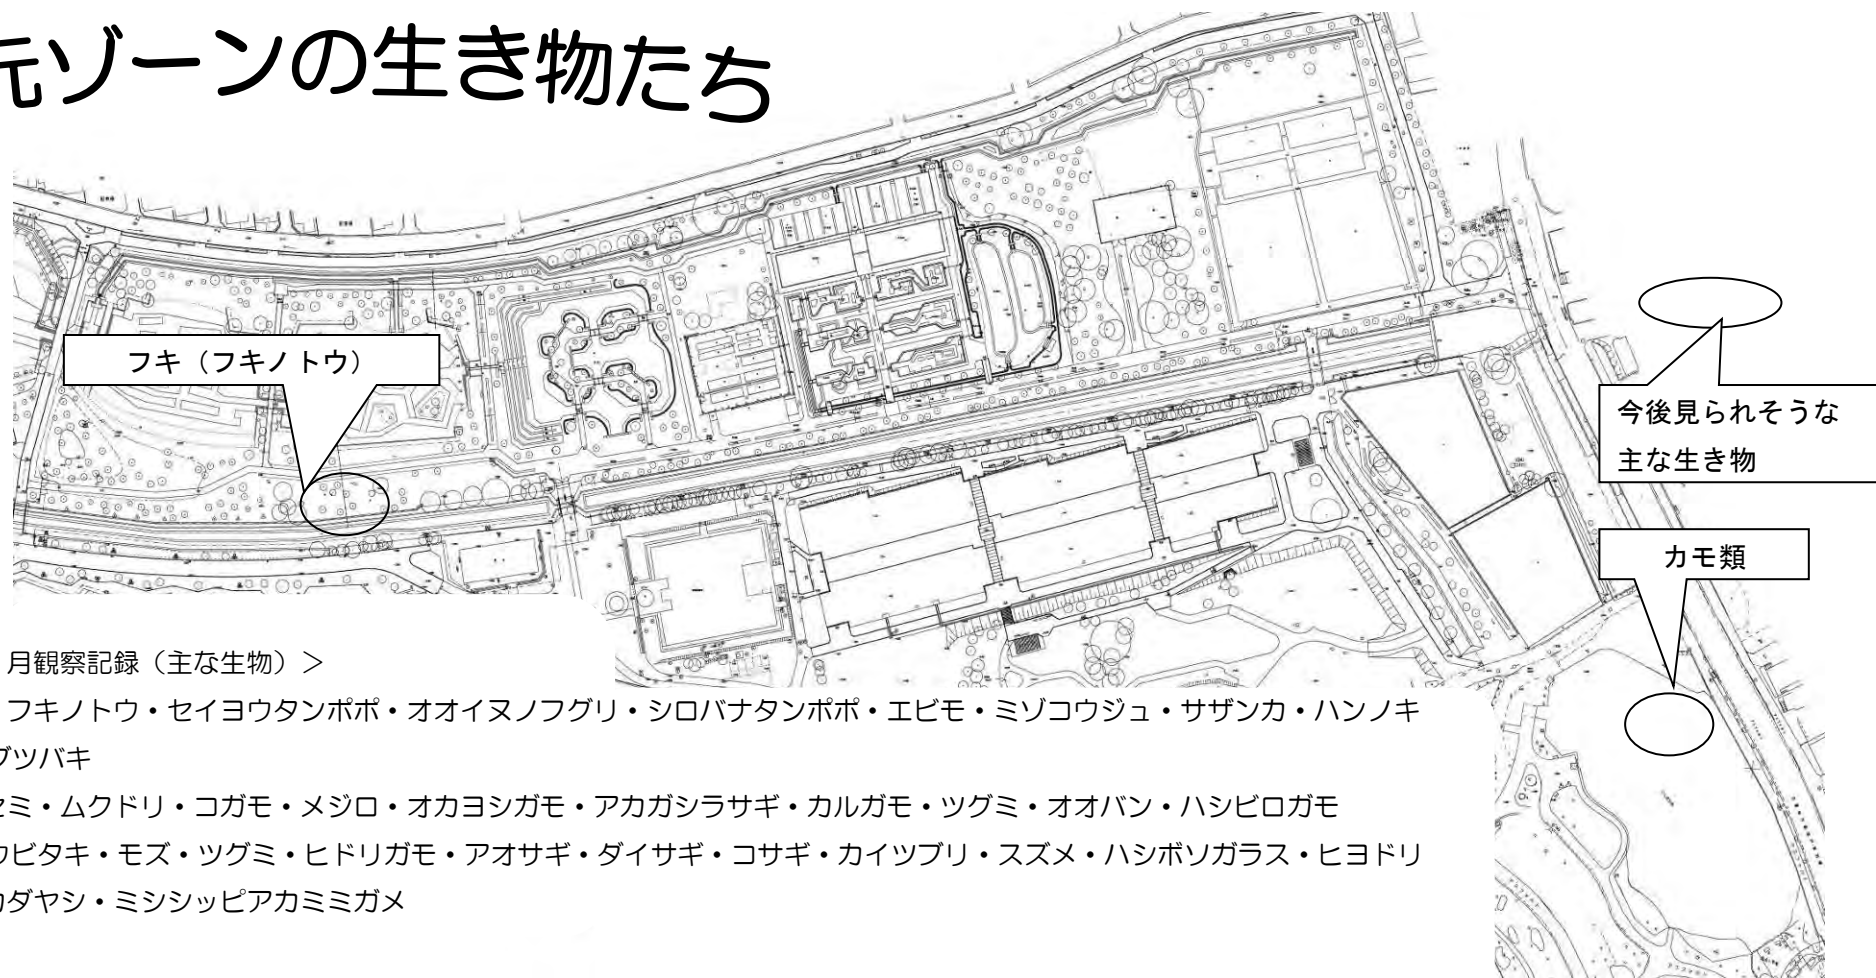 元ゾーンの生き物たち
フキ（フキノトウ）
今後見られそうな
主な生き物
カモ類
月観察記録（主な生物）＞
フキノトウ・セイヨウタンポポ・オオイヌノフグリ・シロバナタンポポ・エビモ・ミゾコウジュ・サザンカ・ハンノキ
ブツバキ
セミ・ムクドリ・コガモ・メジロ・オカヨシガモ・アカガシラサギ・カルガモ・ツグミ・オオバン・ハシビロガモ
ウビタキ・モズ・ツグミ・ヒドリガモ・アオサギ・ダイサギ・コサギ・カイツブリ・スズメ・ハシボソガラス・ヒヨドリ
カダヤシ・ミシシッピアカミミガメ